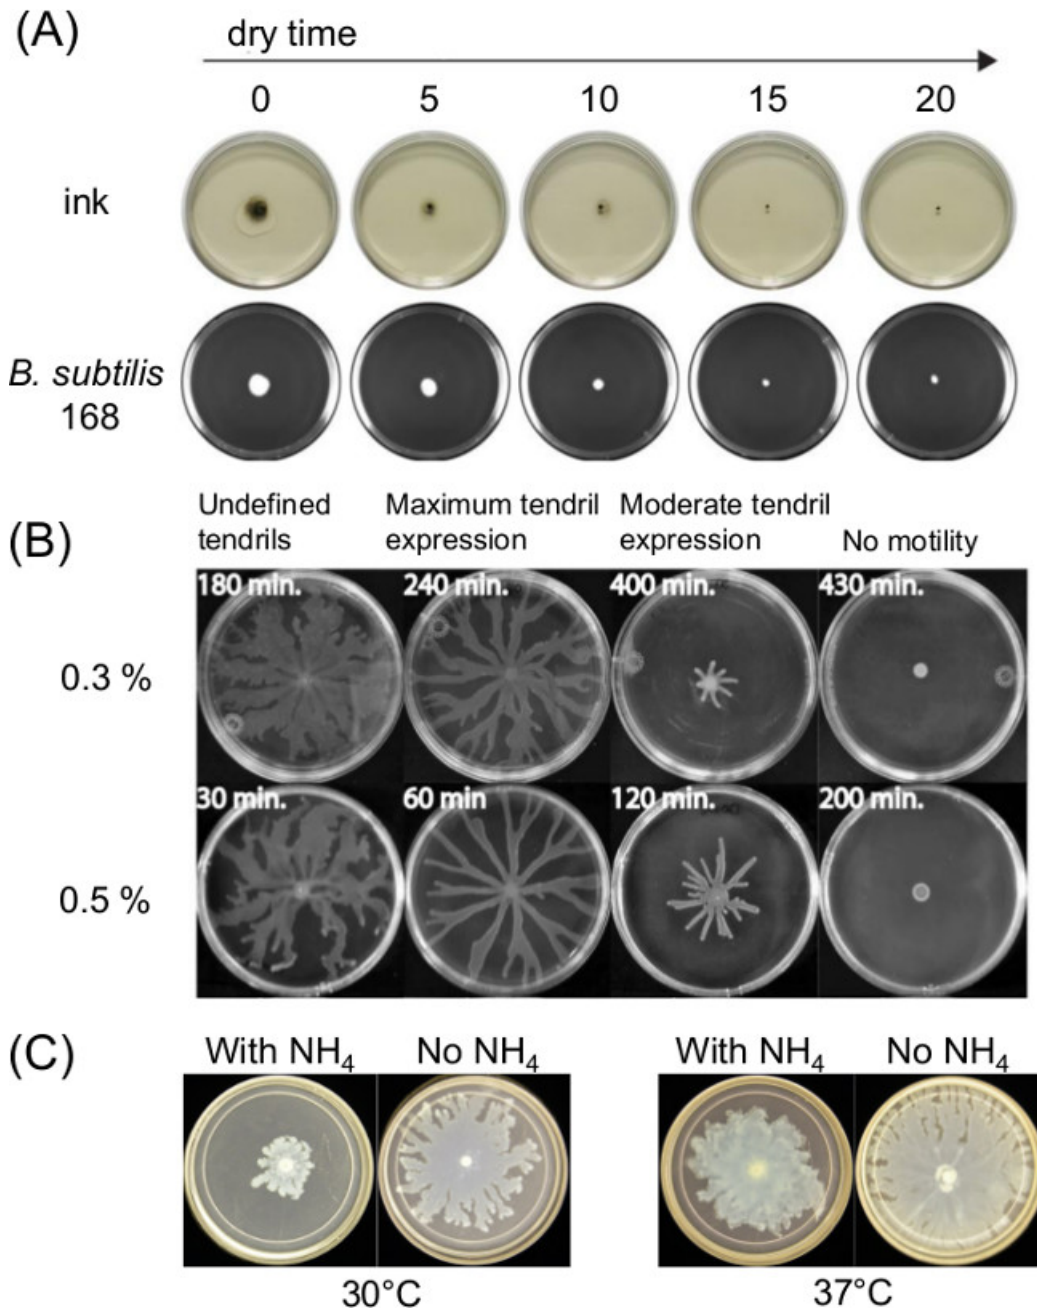 (A)
dry time
0 5 10 15 20
ink
B. subtilis
168
(B)
Undefined
tendrils
Maximum tendril
expression
Moderate tendril
expression
No motility
180 min. 240 min. 400 min. 430 min.
0.3 %
30 min. 60 min 120 min. 200 min.
0.5 %
(C)
With NH₄ No NH₄ With NH₄ No NH₄
30°C 37°C